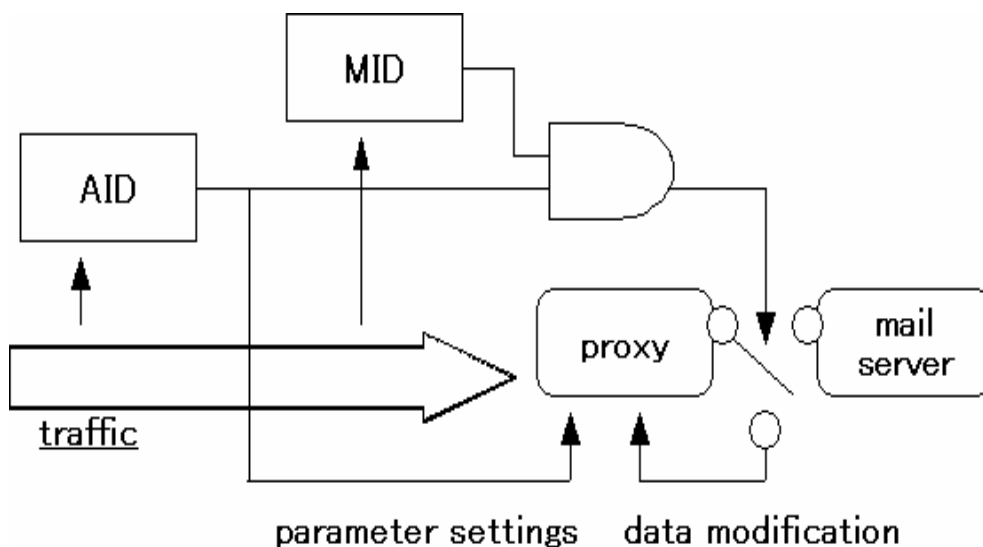 MID
AID
proxy
mail
server
traffic
parameter settings
data modification